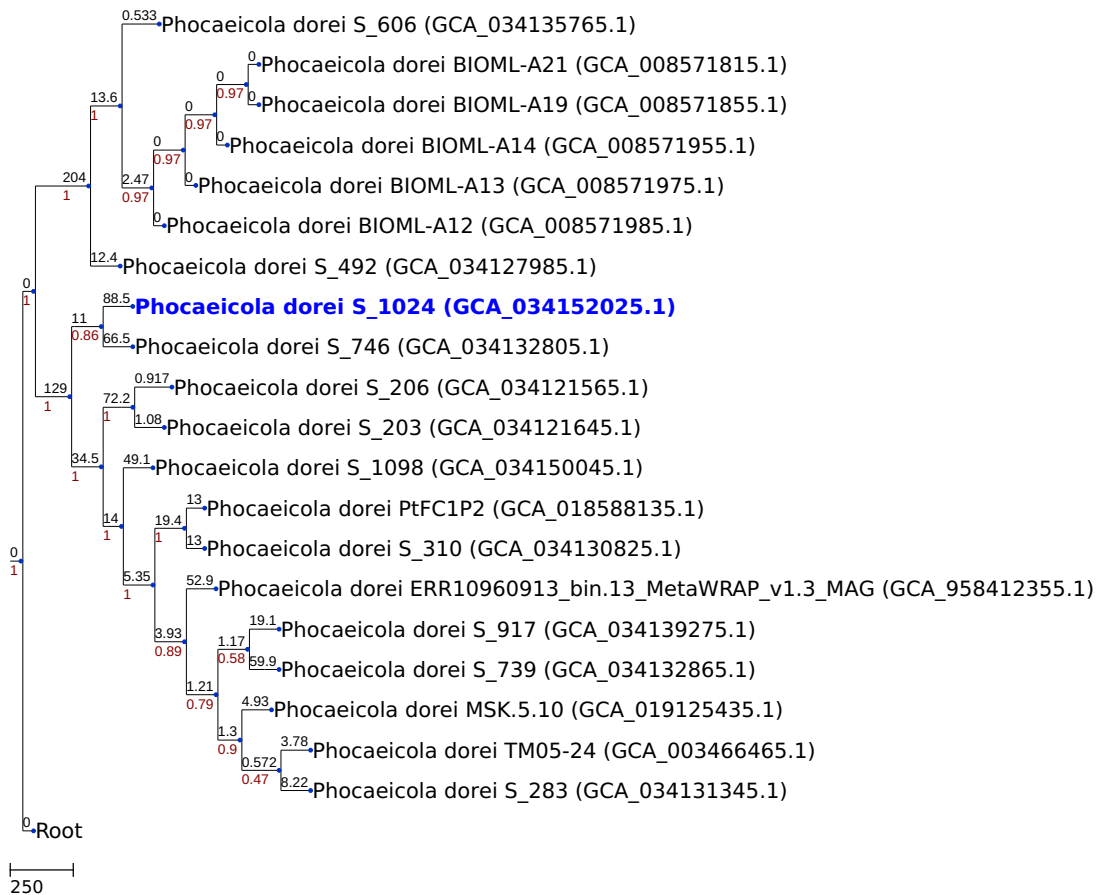 0.533
Phocaeicola dorei S_606 (GCA_034135765.1)
0
Phocaeicola dorei BIOML-A21 (GCA_008571815.1)
0
0.97
13.6
1
0
Phocaeicola dorei BIOML-A19 (GCA_008571855.1)
0
0.97
0
Phocaeicola dorei BIOML-A14 (GCA_008571955.1)
0
0.97
204
1
2.47
0.97
0
Phocaeicola dorei BIOML-A13 (GCA_008571975.1)
0
Phocaeicola dorei BIOML-A12 (GCA_008571985.1)
12.4
Phocaeicola dorei S_492 (GCA_034127985.1)
0
1
88.5
Phocaeicola dorei S_1024 (GCA_034152025.1)
11
0.86
66.5
Phocaeicola dorei S_746 (GCA_034132805.1)
129
1
0.917
Phocaeicola dorei S_206 (GCA_034121565.1)
72.2
1
1.08
Phocaeicola dorei S_203 (GCA_034121645.1)
34.5
1
49.1
Phocaeicola dorei S_1098 (GCA_034150045.1)
13
Phocaeicola dorei PtFC1P2 (GCA_018588135.1)
14
1
19.4
1
13
Phocaeicola dorei S_310 (GCA_034130825.1)
0
1
5.35
1
52.9
Phocaeicola dorei ERR10960913_bin.13_MetaWRAP_v1.3_MAG (GCA_958412355.1)
3.93
0.89
19.1
Phocaeicola dorei S_917 (GCA_034139275.1)
1.17
0.58
59.9
Phocaeicola dorei S_739 (GCA_034132865.1)
1.21
0.79
4.93
Phocaeicola dorei MSK.5.10 (GCA_019125435.1)
1.3
0.9
3.78
Phocaeicola dorei TM05-24 (GCA_003466465.1)
0.572
0.47
8.22
Phocaeicola dorei S_283 (GCA_034131345.1)
0
Root
250